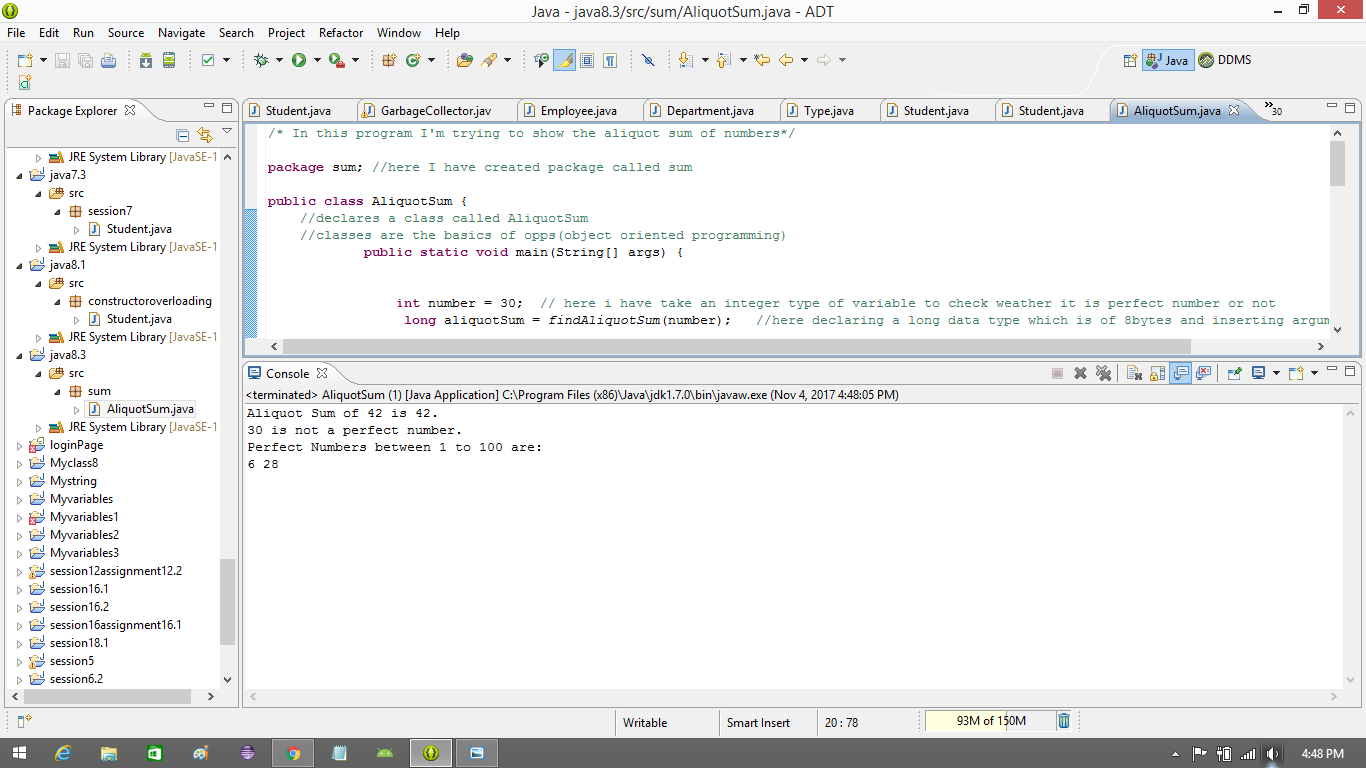 Java - java8.3/src/sum/AliquotSum.java - ADT
File Edit Run Source Navigate Search Project Refactor Window Help
Java DDMS
Package Explorer
JRE System Library [JavaSE-1
java7.3
src
session7
Student.java
JRE System Library [JavaSE-1
java8.1
src
constructoroverloading
Student.java
JRE System Library [JavaSE-1
java8.3
src
sum
AliquotSum.java
JRE System Library [JavaSE-1
loginPage
Myclass8
Mystring
Myvariables
Myvariables1
Myvariables2
Myvariables3
session12assignment12.2
session16.1
session16.2
session16assignment16.1
session18.1
session5
session6.2
Student.java GarbageCollector.jav Employee.java Department.java Type.java Student.java Student.java AliquotSum.java »30
/* In this program I'm trying to show the aliquot sum of numbers*/
package sum; //here I have created package called sum
public class AliquotSum {
//declares a class called AliquotSum
//classes are the basics of opps(object oriented programming)
public static void main(String[] args) {
int number = 30; // here i have take an integer type of variable to check weather it is perfect number or not
long aliquotSum = findAliquotSum(number); //here declaring a long data type which is of 8bytes and inserting argum
Console
<terminated> AliquotSum (1) [Java Application] C:\Program Files (x86)\Java\jdk1.7.0\bin\javaw.exe (Nov 4, 2017 4:48:05 PM)
Aliquot Sum of 42 is 42.
30 is not a perfect number.
Perfect Numbers between 1 to 100 are:
6 28
Writable Smart Insert 20 : 78 93M of 150M
4:48 PM